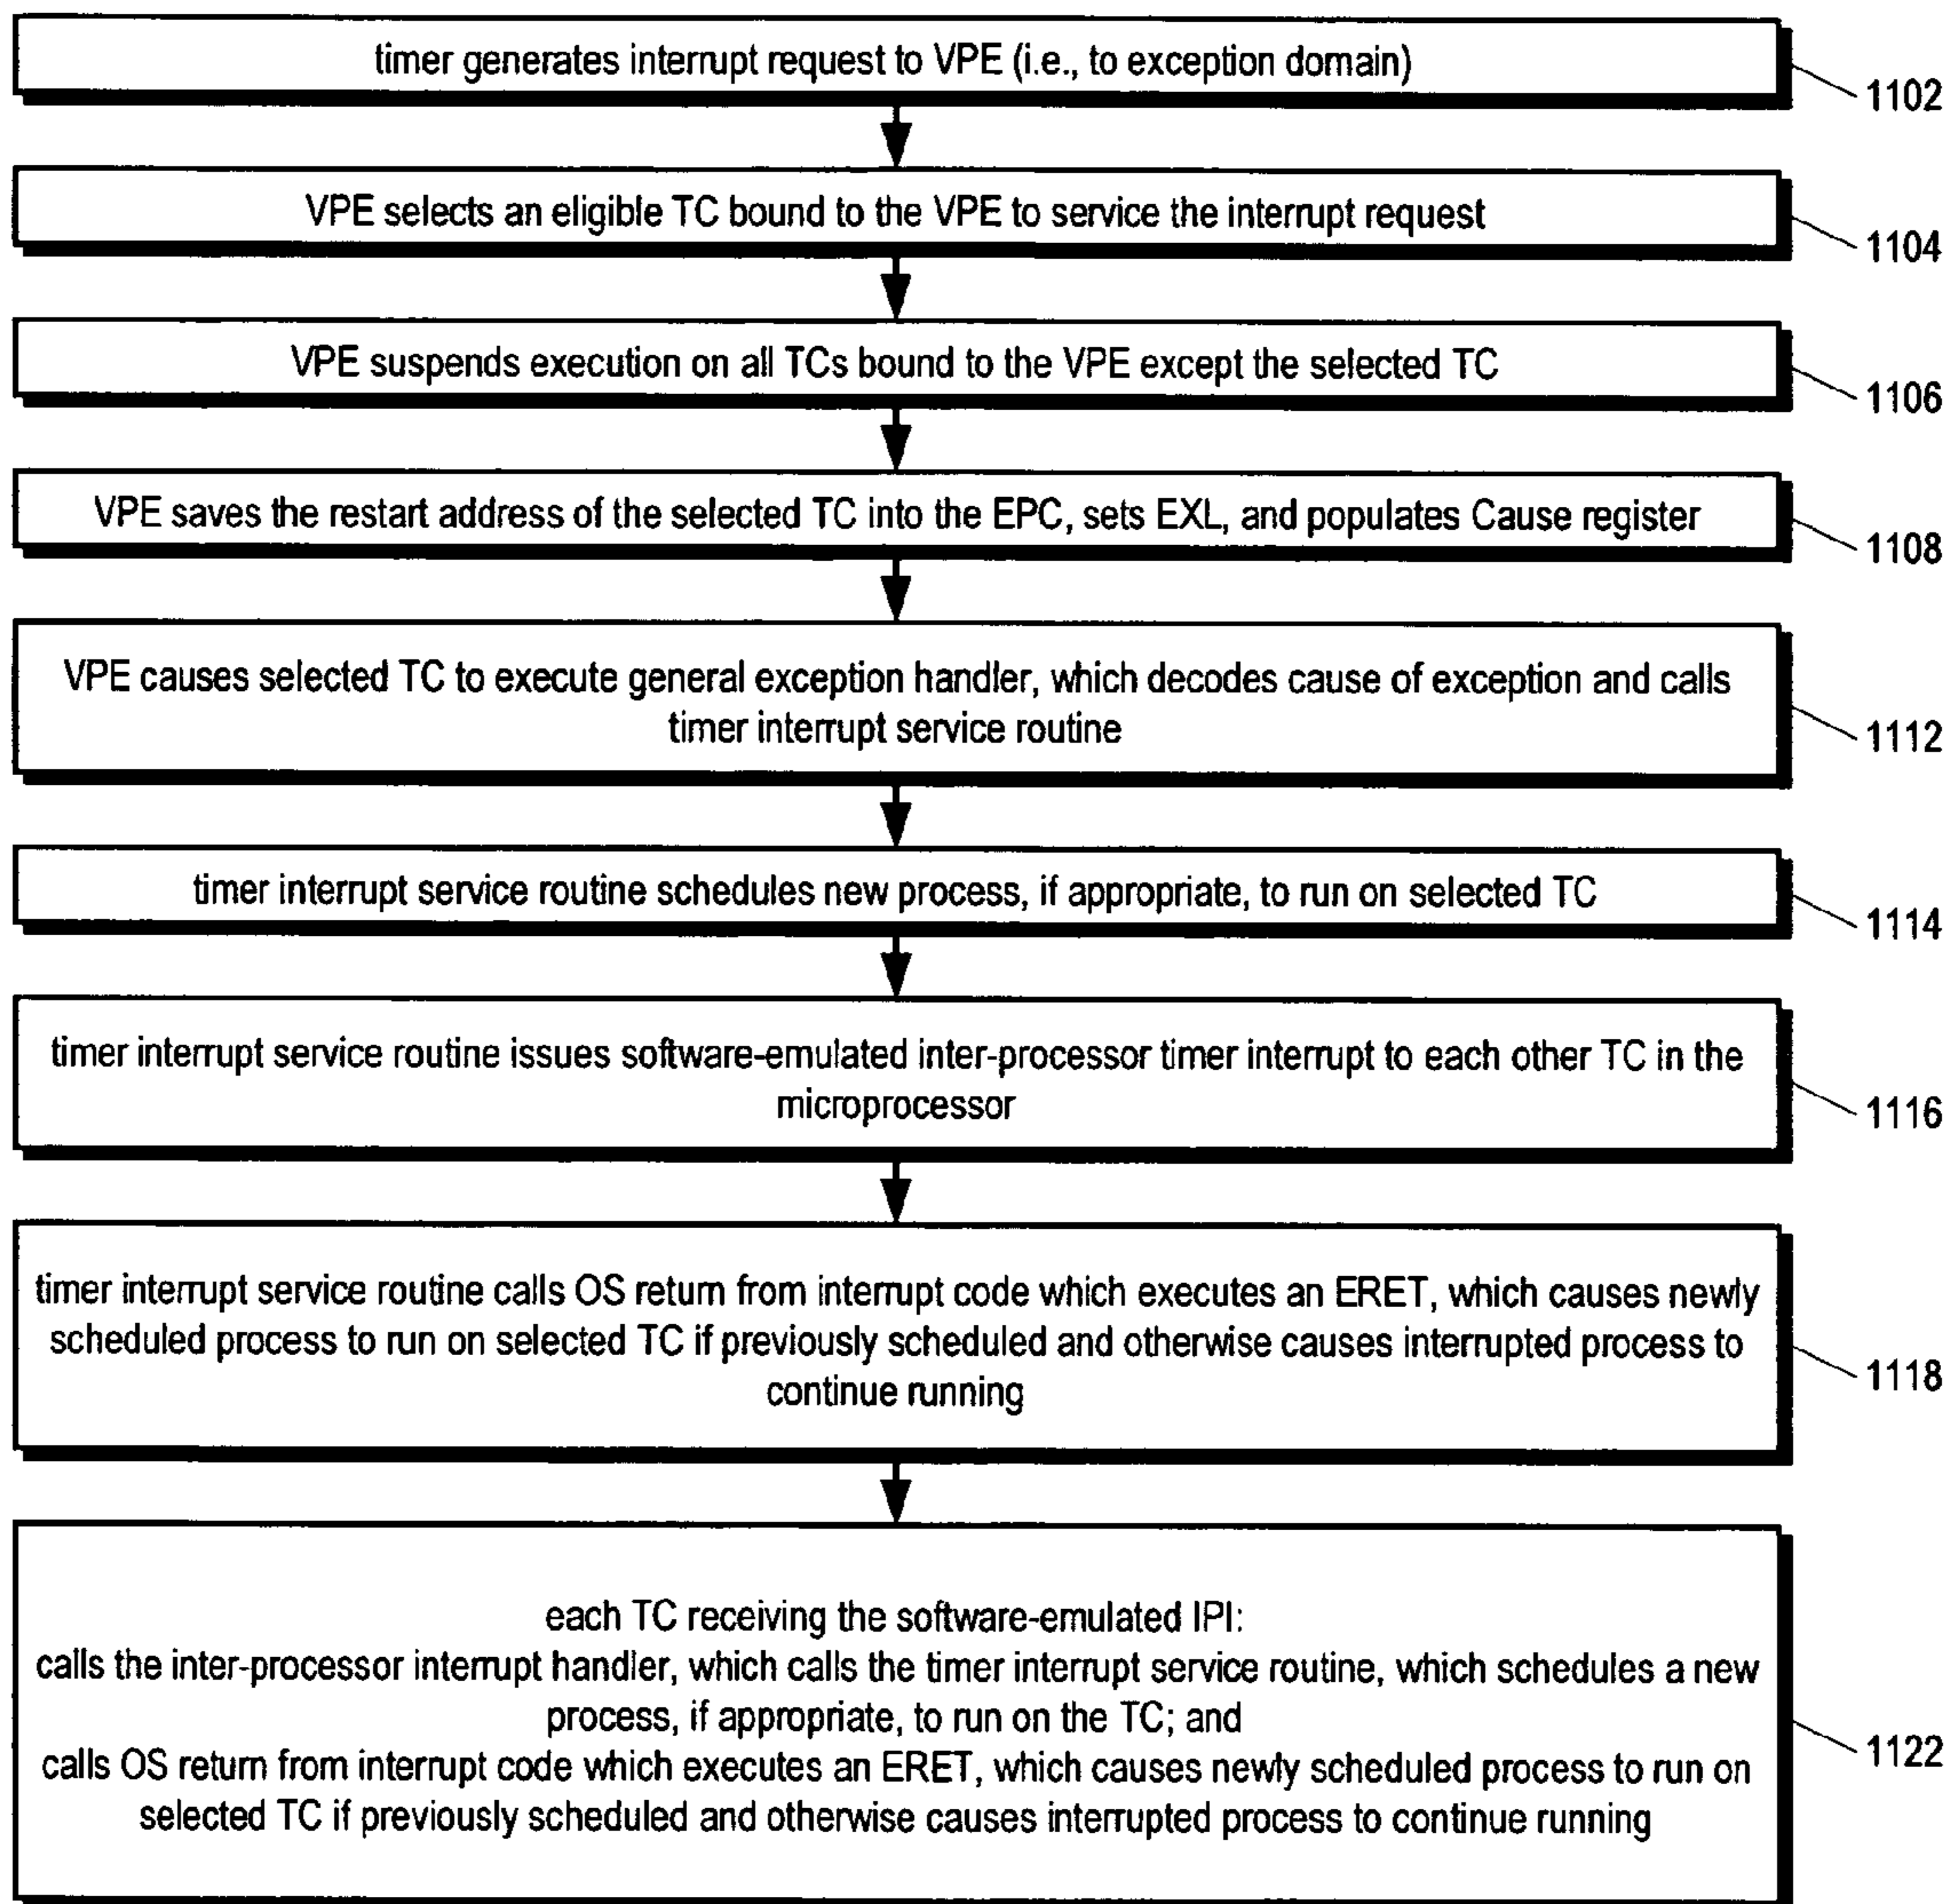 timer generates interrupt request to VPE (i.e., to exception domain)
1102
VPE selects an eligible TC bound to the VPE to service the interrupt request
1104
VPE suspends execution on all TCs bound to the VPE except the selected TC
1106
VPE saves the restart address of the selected TC into the EPC, sets EXL, and populates Cause register
1108
VPE causes selected TC to execute general exception handler, which decodes cause of exception and calls
timer interrupt service routine
1112
timer interrupt service routine schedules new process, if appropriate, to run on selected TC
1114
timer interrupt service routine issues software-emulated inter-processor timer interrupt to each other TC in the
microprocessor
1116
timer interrupt service routine calls OS return from interrupt code which executes an ERET, which causes newly
scheduled process to run on selected TC if previously scheduled and otherwise causes interrupted process to
continue running
1118
each TC receiving the software-emulated IPI:
calls the inter-processor interrupt handler, which calls the timer interrupt service routine, which schedules a new
process, if appropriate, to run on the TC; and
calls OS return from interrupt code which executes an ERET, which causes newly scheduled process to run on
selected TC if previously scheduled and otherwise causes interrupted process to continue running
1122